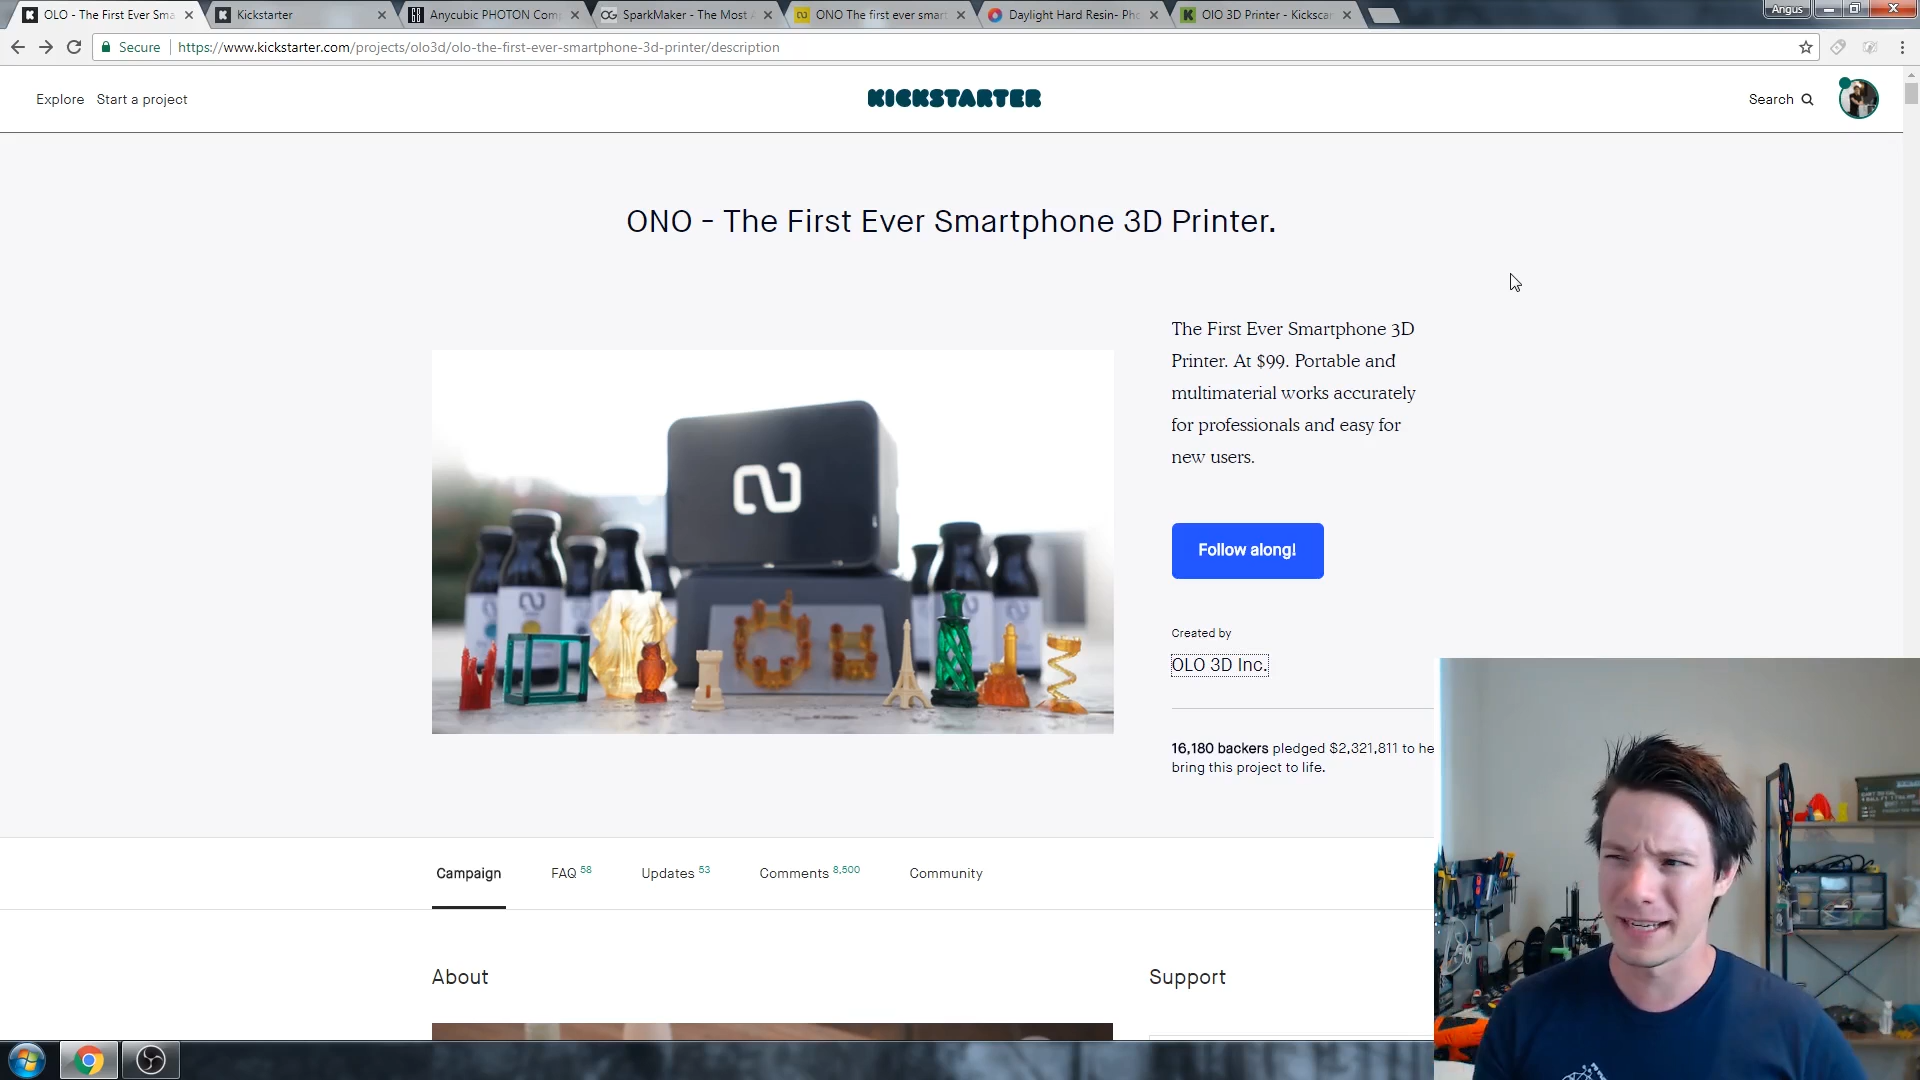 OLO - The First Ever Sma
Kickstarter
Anycubic PHOTON Com
SparkMaker - The Most
ONO The first ever smart
Daylight Hard Resin- Pho
OlO 3D Printer - Kickscar
Angus
Secure
https://www.kickstarter.com/projects/olo3d/olo-the-first-ever-smartphone-3d-printer/description
Explore Start a project
KICKSTARTER
Search
ONO - The First Ever Smartphone 3D Printer.
The First Ever Smartphone 3D
Printer. At $99. Portable and
multimaterial works accurately
for professionals and easy for
new users.
Follow along!
Created by
OLO 3D Inc.
16,180 backers pledged $2,321,811 to he
bring this project to life.
Campaign FAQ 58 Updates 53 Comments 8,500 Community
About
Support